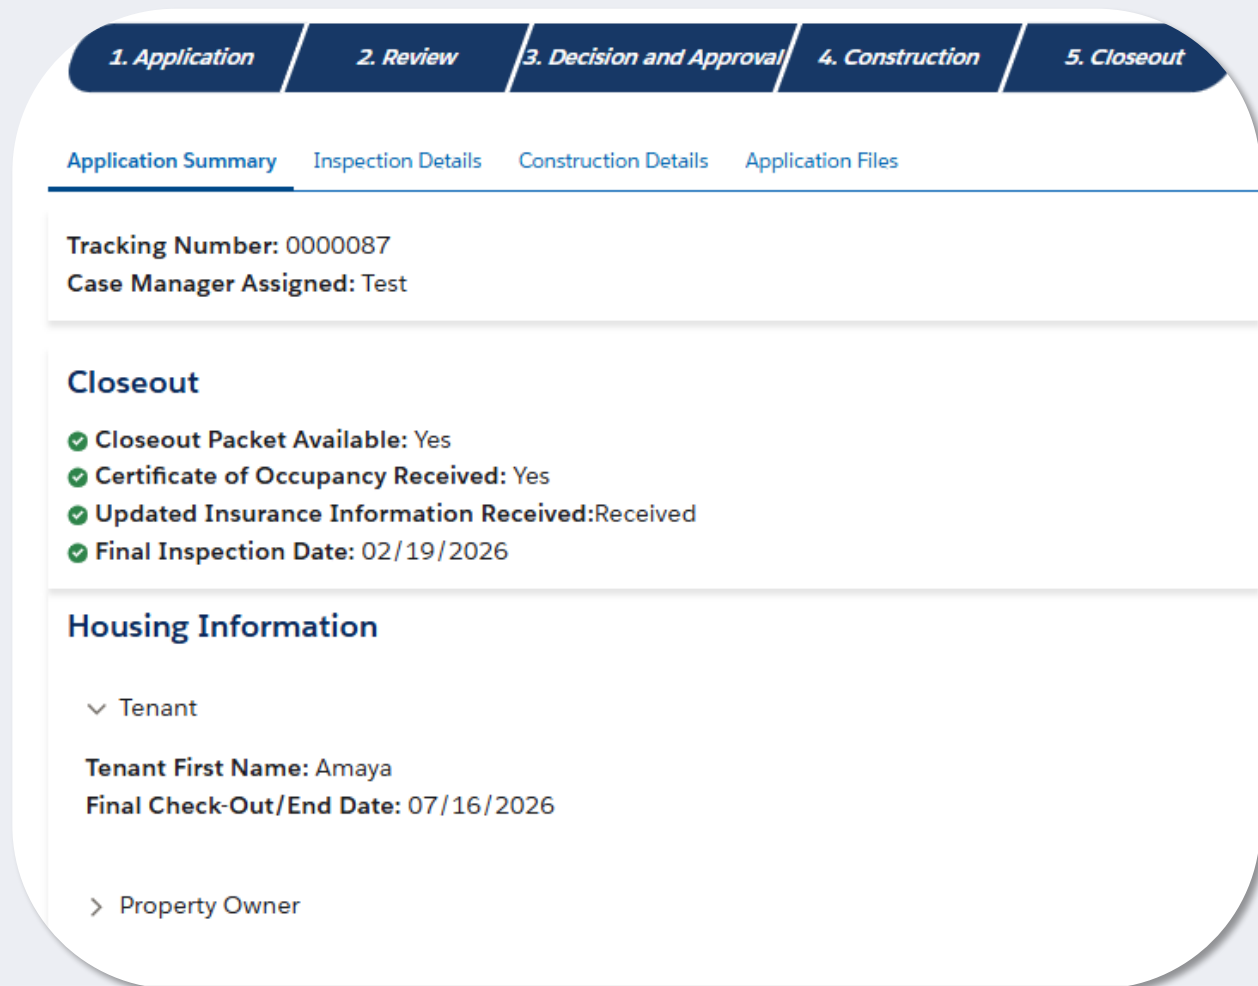 1. Application 2. Review 3. Decision and Approval 4. Construction 5. Closeout
Application Summary Inspection Details Construction Details Application Files
Tracking Number: 0000087
Case Manager Assigned: Test
Closeout
Closeout Packet Available: Yes
Certificate of Occupancy Received: Yes
Updated Insurance Information Received:Received
Final Inspection Date: 02/19/2026
Housing Information
Tenant
Tenant First Name: Amaya
Final Check-Out/End Date: 07/16/2026
Property Owner